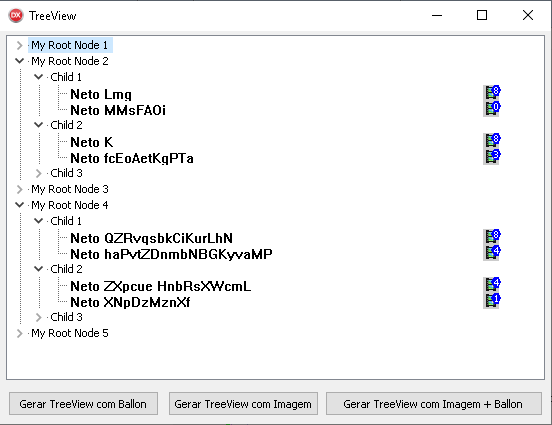 DX TreeView
My Root Node 1
My Root Node 2
Child 1
Neto Lmg 8
Neto MMsFAOi 0
Child 2
Neto K 8
Neto fcEoAetKgPTa 3
Child 3
My Root Node 3
My Root Node 4
Child 1
Neto QZRvqsbkCiKurLhN 8
Neto haPvtZDnmbNBGKyvaMP 4
Child 2
Neto ZXpcue HnbRsXWcmL 4
Neto XNpDzMznXf 1
Child 3
My Root Node 5
Gerar TreeView com Ballon Gerar TreeView com Imagem Gerar TreeView com Imagem + Ballon